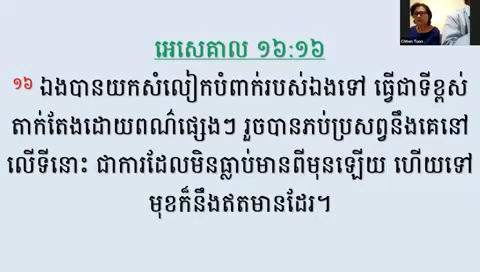 អេសេគាល ១៦:១៦
១៦ ឯងបានយកសំលៀកបំពាក់របស់ឯងទៅ ធ្វើជាទីខ្ពស់
តាក់តែងដោយពណ៌ផ្សេងៗ រួចបានភប់ប្រសព្វនឹងគេនៅ
លើទីនោះ ជាការដែលមិនធ្លាប់មានពីមុនឡើយ ហើយទៅ
មុខក៏នឹងឥតមានដែរ។